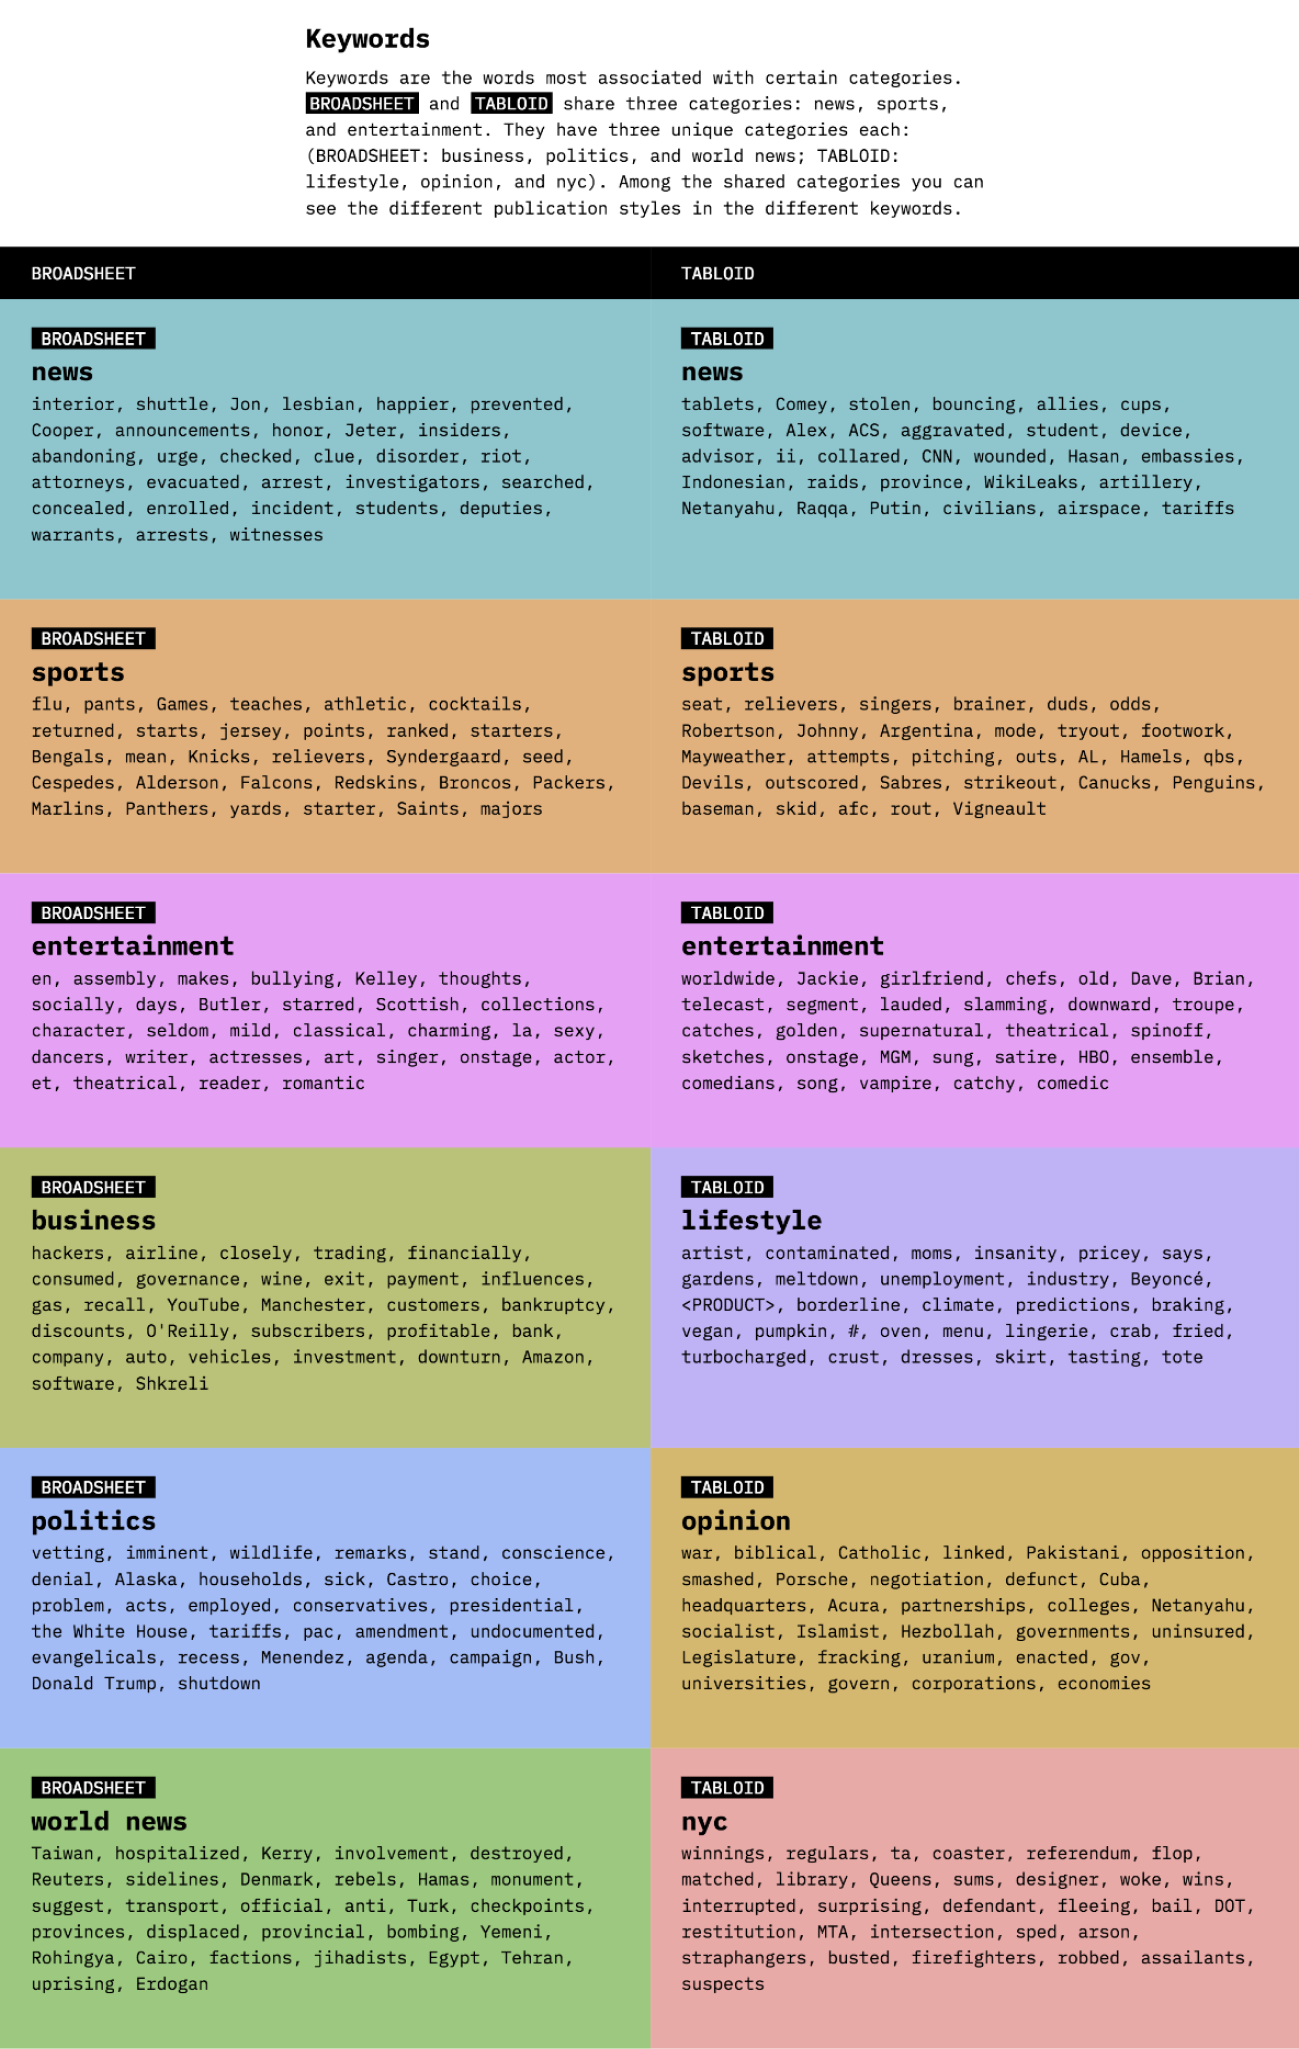 Keywords
Keywords are the words most associated with certain categories.
BROADSHEET and TABLOID share three categories: news, sports,
and entertainment. They have three unique categories each:
(BROADSHEET: business, politics, and world news; TABLOID:
lifestyle, opinion, and nyc). Among the shared categories you can
see the different publication styles in the different keywords.
BROADSHEET
TABLOID
BROADSHEET
news
interior, shuttle, Jon, lesbian, happier, prevented,
Cooper, announcements, honor, Jeter, insiders,
abandoning, urge, checked, clue, disorder, riot,
attorneys, evacuated, arrest, investigators, searched,
concealed, enrolled, incident, students, deputies,
warrants, arrests, witnesses
TABLOID
news
tablets, Comey, stolen, bouncing, allies, cups,
software, Alex, ACS, aggravated, student, device,
advisor, ii, collared, CNN, wounded, Hasan, embassies,
Indonesian, raids, province, WikiLeaks, artillery,
Netanyahu, Raqqa, Putin, civilians, airspace, tariffs
BROADSHEET
sports
flu, pants, Games, teaches, athletic, cocktails,
returned, starts, jersey, points, ranked, starters,
Bengals, mean, Knicks, relievers, Syndergaard, seed,
Cespedes, Alderson, Falcons, Redskins, Broncos, Packers,
Marlins, Panthers, yards, starter, Saints, majors
TABLOID
sports
seat, relievers, singers, brainer, duds, odds,
Robertson, Johnny, Argentina, mode, tryout, footwork,
Mayweather, attempts, pitching, outs, AL, Hamels, qbs,
Devils, outscored, Sabres, strikeout, Canucks, Penguins,
baseman, skid, afc, rout, Vigneault
BROADSHEET
entertainment
en, assembly, makes, bullying, Kelley, thoughts,
socially, days, Butler, starred, Scottish, collections,
character, seldom, mild, classical, charming, la, sexy,
dancers, writer, actresses, art, singer, onstage, actor,
et, theatrical, reader, romantic
TABLOID
entertainment
worldwide, Jackie, girlfriend, chefs, old, Dave, Brian,
telecast, segment, lauded, slamming, downward, troupe,
catches, golden, supernatural, theatrical, spinoff,
sketches, onstage, MGM, sung, satire, HBO, ensemble,
comedians, song, vampire, catchy, comedic
BROADSHEET
business
hackers, airline, closely, trading, financially,
consumed, governance, wine, exit, payment, influences,
gas, recall, YouTube, Manchester, customers, bankruptcy,
discounts, O'Reilly, subscribers, profitable, bank,
company, auto, vehicles, investment, downturn, Amazon,
software, Shkreli
TABLOID
lifestyle
artist, contaminated, moms, insanity, pricey, says,
gardens, meltdown, unemployment, industry, Beyoncé,
<PRODUCT>, borderline, climate, predictions, braking,
vegan, pumpkin, #, oven, menu, lingerie, crab, fried,
turbocharged, crust, dresses, skirt, tasting, tote
BROADSHEET
politics
vetting, imminent, wildlife, remarks, stand, conscience,
denial, Alaska, households, sick, Castro, choice,
problem, acts, employed, conservatives, presidential,
the White House, tariffs, pac, amendment, undocumented,
evangelicals, recess, Menendez, agenda, campaign, Bush,
Donald Trump, shutdown
TABLOID
opinion
war, biblical, Catholic, linked, Pakistani, opposition,
smashed, Porsche, negotiation, defunct, Cuba,
headquarters, Acura, partnerships, colleges, Netanyahu,
socialist, Islamist, Hezbollah, governments, uninsured,
Legislature, fracking, uranium, enacted, gov,
universities, govern, corporations, economies
BROADSHEET
world news
Taiwan, hospitalized, Kerry, involvement, destroyed,
Reuters, sidelines, Denmark, rebels, Hamas, monument,
suggest, transport, official, anti, Turk, checkpoints,
provinces, displaced, provincial, bombing, Yemeni,
Rohingya, Cairo, factions, jihadists, Egypt, Tehran,
uprising, Erdogan
TABLOID
nyc
winnings, regulars, ta, coaster, referendum, flop,
matched, library, Queens, sums, designer, woke, wins,
interrupted, surprising, defendant, fleeing, bail, DOT,
restitution, MTA, intersection, sped, arson,
straphangers, busted, firefighters, robbed, assailants,
suspects